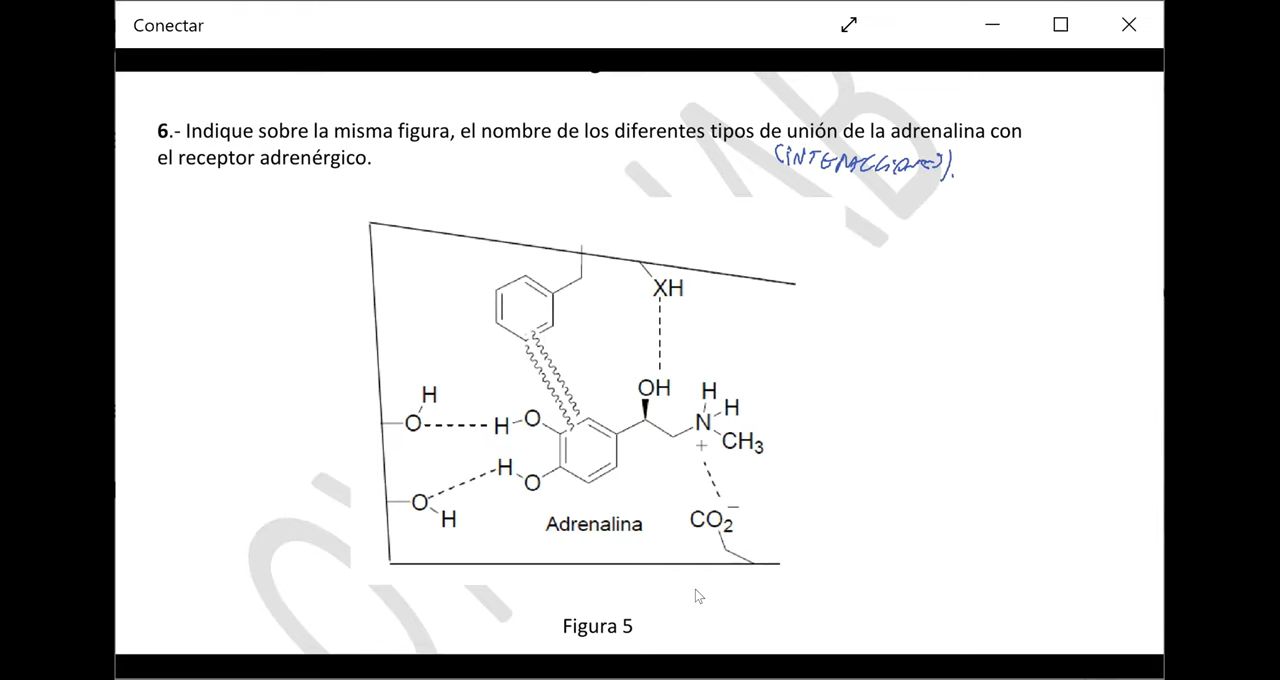 Conectar
6.- Indique sobre la misma figura, el nombre de los diferentes tipos de unión de la adrenalina con
el receptor adrenérgico.
(INTERACCIONES).
XH
OH
H
H
H
N
H
O
H
O
+
CH3
H
O
O
H
Adrenalina
CO2−
Figura 5